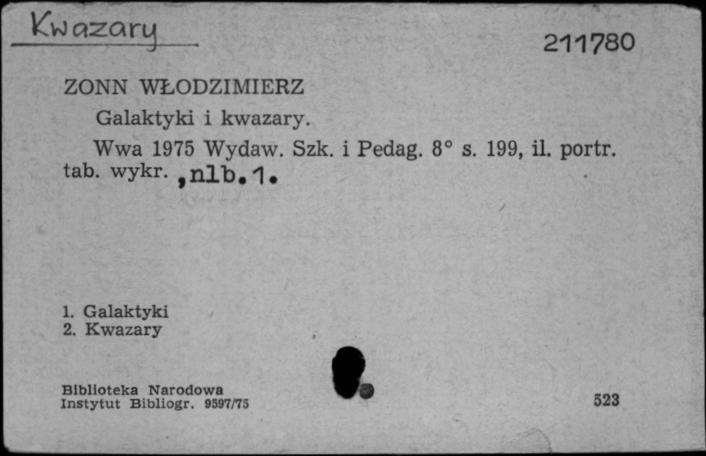 Kwazary
211780
ZONN WŁODZIMIERZ
Galaktyki i kwazary.
Wwa 1975 Wydaw. Szk. i Pedag. 8° s. 199, il. portr.
tab. wykr. ,nlb.1.
1. Galaktyki
2. Kwazary
Biblioteka Narodowa
Instytut Bibliogr. 9597/75
523